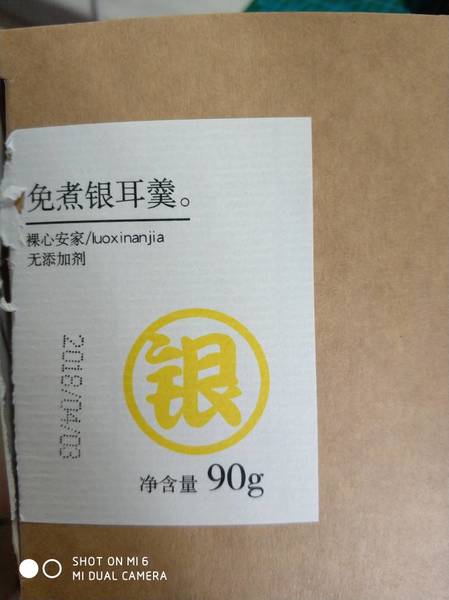 免煮银耳羹。
裸心安家/luoxinanjia
无添加剂
2018/04/03
银
净含量 90g
SHOT ON MI 6
MI DUAL CAMERA